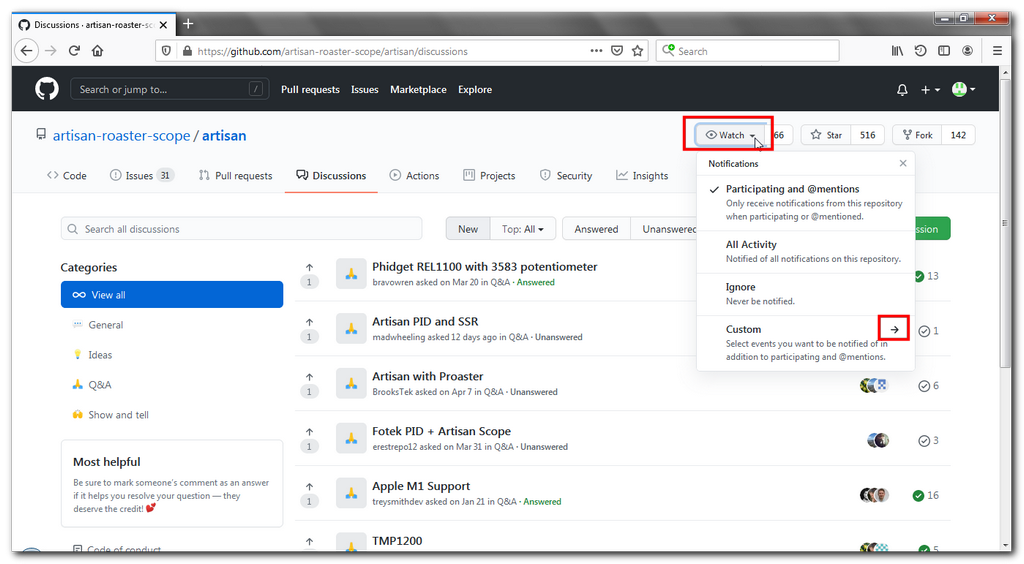 Discussions · artisan-roaster-sc
https://github.com/artisan-roaster-scope/artisan/discussions
Search
Search or jump to...
/
Pull requests
Issues
Marketplace
Explore
artisan-roaster-scope / artisan
Watch
66
Star
516
Fork
142
Code
Issues 31
Pull requests
Discussions
Actions
Projects
Security
Insights
Notifications
Participating and @mentions
Only receive notifications from this repository
when participating or @mentioned.
All Activity
Notified of all notifications on this repository.
Ignore
Never be notified.
Custom
Select events you want to be notified of in
addition to participating and @mentions.
Search all discussions
New
Top: All
Answered
Unanswered
ssion
Categories
View all
General
Ideas
Q&A
Show and tell
Most helpful
Be sure to mark someone's comment as an answer
if it helps you resolve your question — they
deserve the credit!
Code of conduct
Phidget REL1100 with 3583 potentiometer
1
bravowren asked on Mar 20 in Q&A · Answered
13
Artisan PID and SSR
1
madwheeling asked 12 days ago in Q&A · Unanswered
1
Artisan with Proaster
1
BrooksTek asked on Apr 7 in Q&A · Unanswered
6
Fotek PID + Artisan Scope
1
erestrepo12 asked on Mar 31 in Q&A · Unanswered
3
Apple M1 Support
1
treysmithdev asked on Jan 21 in Q&A · Answered
16
TMP1200
5